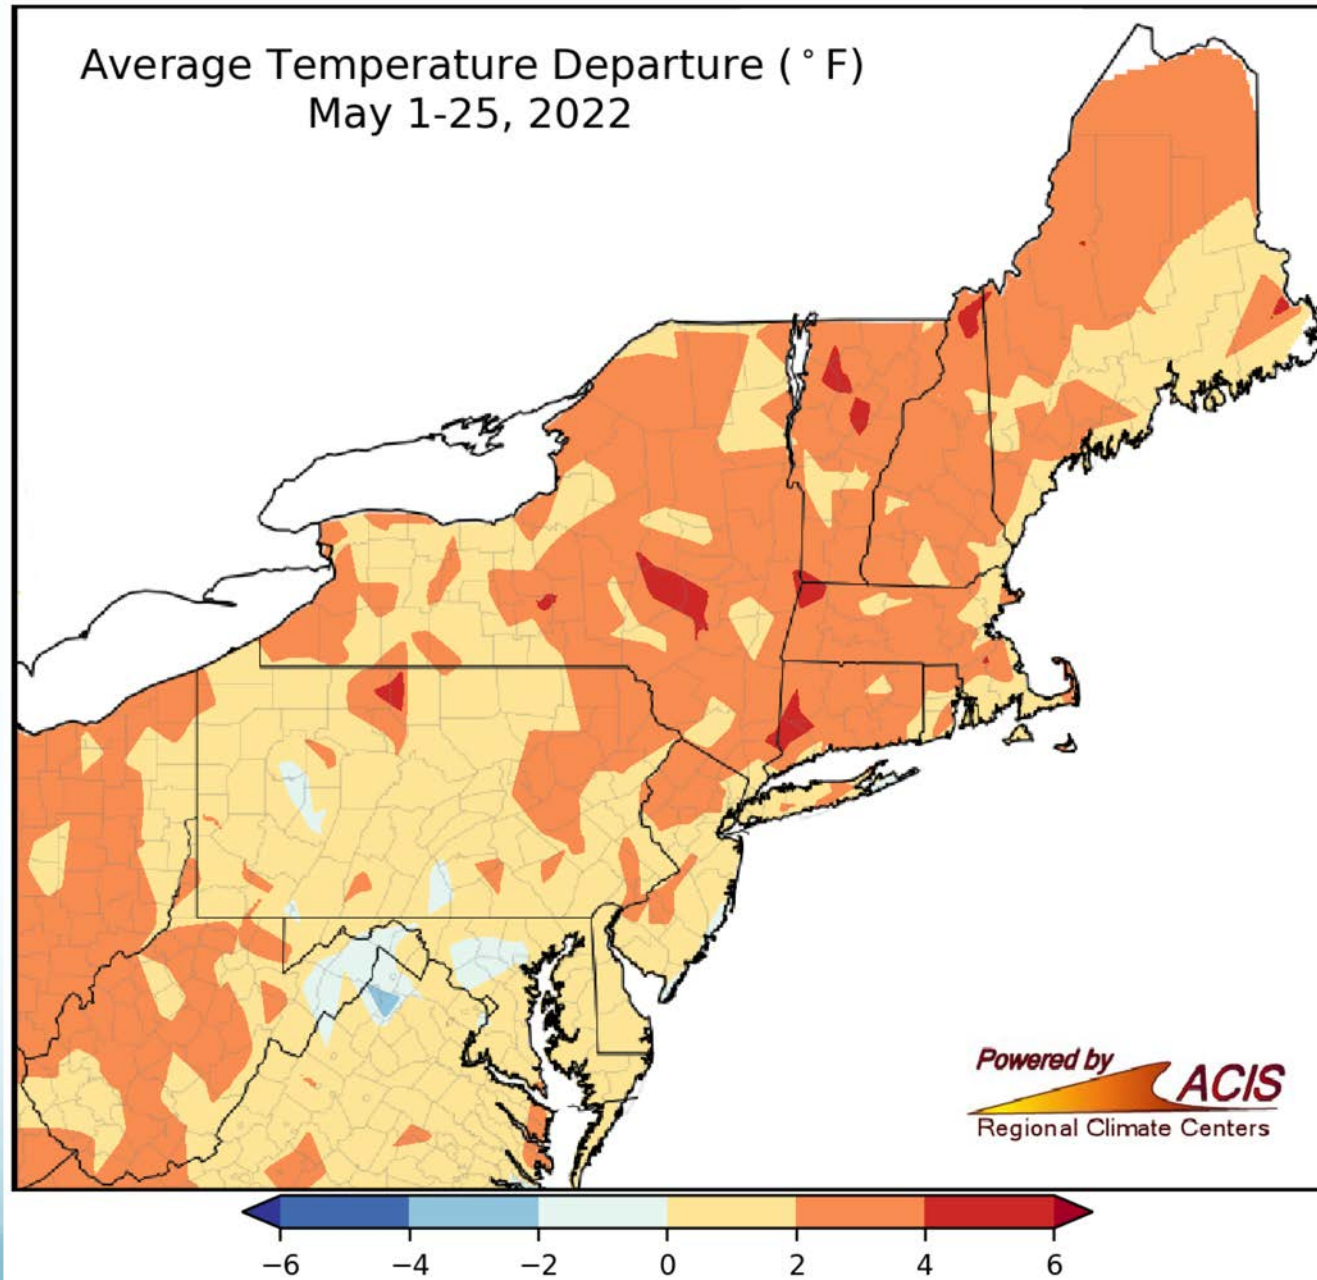 Average Temperature Departure (°F)
May 1-25, 2022
Powered by
ACIS
Regional Climate Centers
−6 −4 −2 0 2 4 6